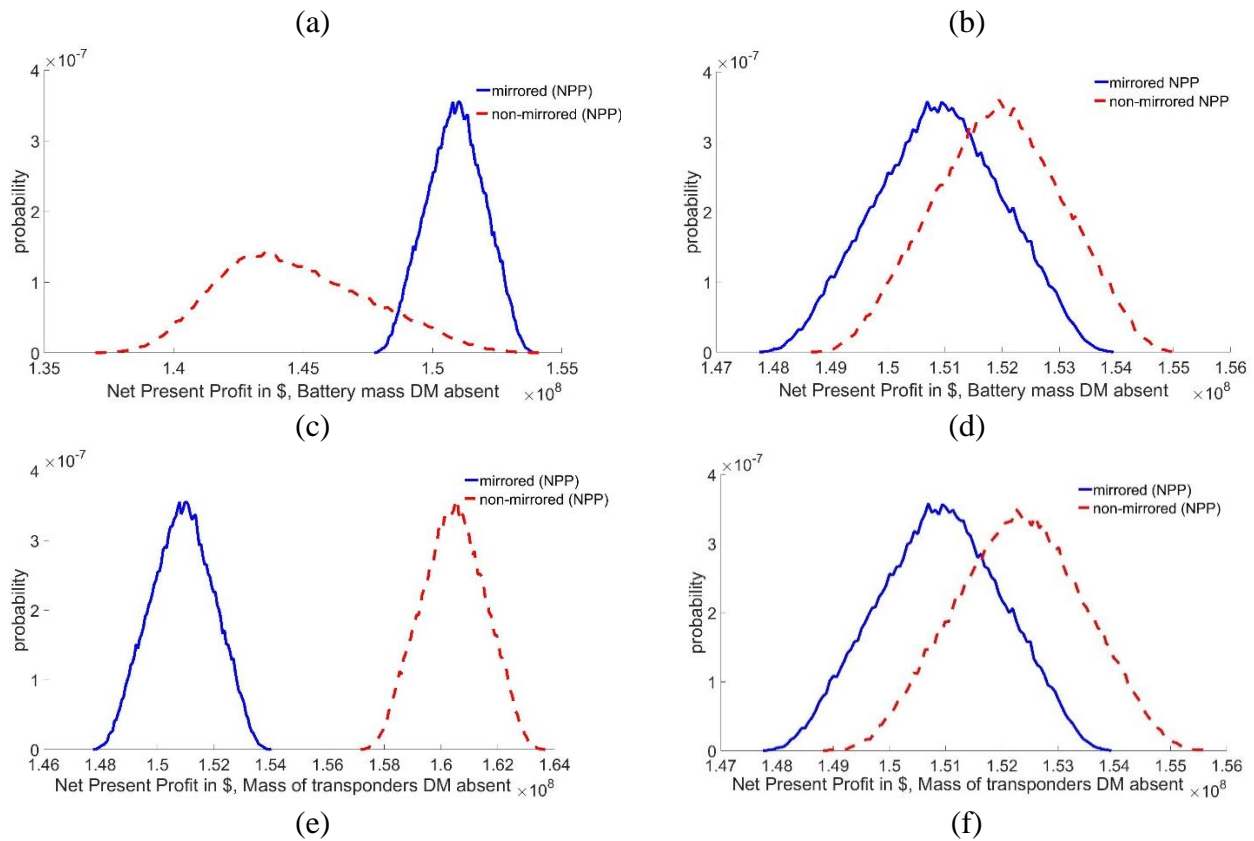 (a)
(b)
×10-7
mirrored (NPP)
non-mirrored (NPP)
probability
4
3
2
1
0
1.35 1.4 1.45 1.5 1.55
Net Present Profit in $, Battery mass DM absent ×108
×10-7
mirrored NPP
non-mirrored NPP
probability
4
3
2
1
0
1.47 1.48 1.49 1.5 1.51 1.52 1.53 1.54 1.55 1.56
Net Present Profit in $, Battery mass DM absent ×108
(c)
(d)
×10-7
mirrored (NPP)
non-mirrored (NPP)
probability
4
3
2
1
0
1.46 1.48 1.5 1.52 1.54 1.56 1.58 1.6 1.62 1.64
Net Present Profit in $, Mass of transponders DM absent ×108
×10-7
mirrored (NPP)
non-mirrored (NPP)
probability
4
3
2
1
0
1.47 1.48 1.49 1.5 1.51 1.52 1.53 1.54 1.55 1.56
Net Present Profit in $, Mass of transponders DM absent ×108
(e)
(f)